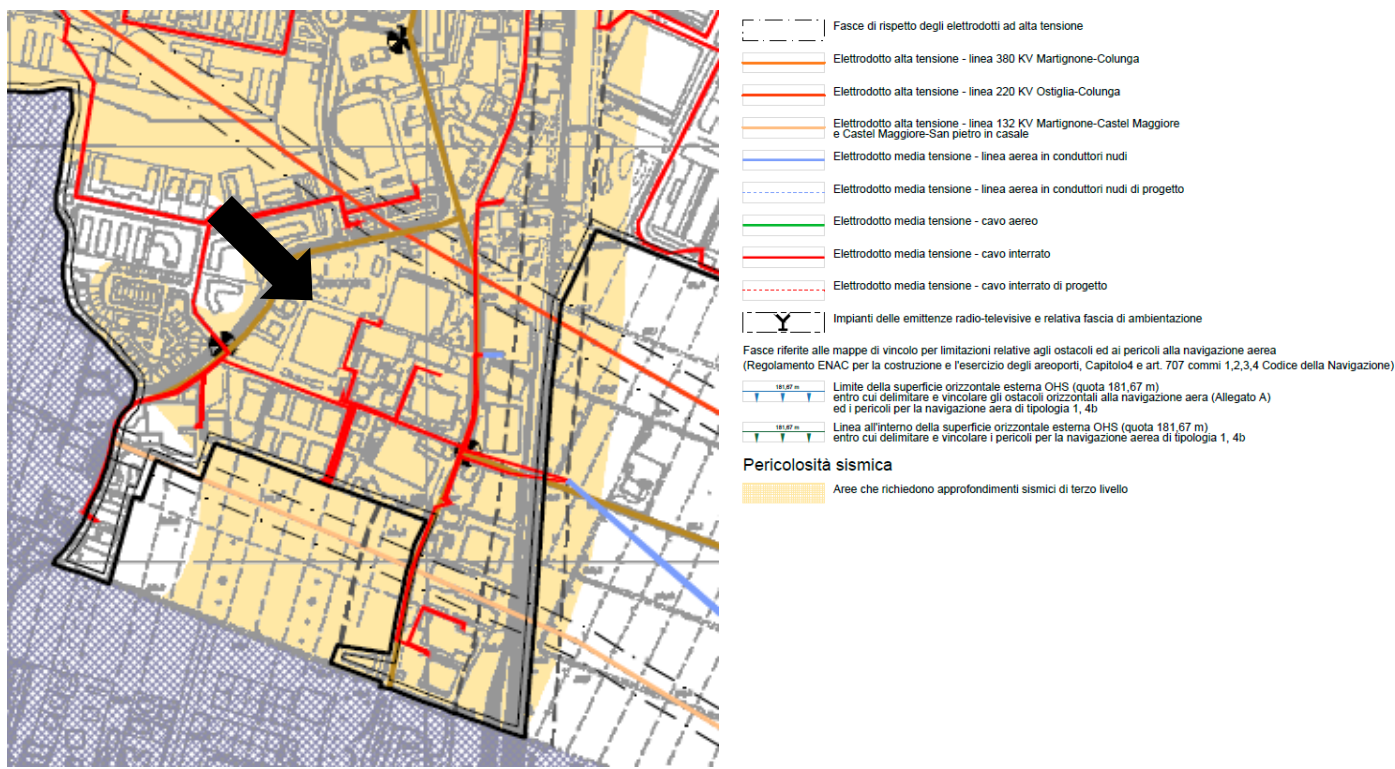 Fasce di rispetto degli elettrodotti ad alta tensione
Elettrodotto alta tensione - linea 380 KV Martignone-Colunga
Elettrodotto alta tensione - linea 220 KV Ostiglia-Colunga
Elettrodotto alta tensione - linea 132 KV Martignone-Castel Maggiore
e Castel Maggiore-San pietro in casale
Elettrodotto media tensione - linea aerea in conduttori nudi
Elettrodotto media tensione - linea aerea in conduttori nudi di progetto
Elettrodotto media tensione - cavo aereo
Elettrodotto media tensione - cavo interrato
Elettrodotto media tensione - cavo interrato di progetto
Impianti delle emittenze radio-televisive e relativa fascia di ambientazione
Fasce riferite alle mappe di vincolo per limitazioni relative agli ostacoli ed ai pericoli alla navigazione aerea
(Regolamento ENAC per la costruzione e l'esercizio degli areoporti, Capitolo4 e art. 707 commi 1,2,3,4 Codice della Navigazione)
181,67 m
Limite della superficie orizzontale esterna OHS (quota 181,67 m)
entro cui delimitare e vincolare gli ostacoli orizzontali alla navigazione aera (Allegato A)
ed i pericoli per la navigazione aera di tipologia 1, 4b
181,67 m
Linea all'interno della superficie orizzontale esterna OHS (quota 181,67 m)
entro cui delimitare e vincolare i pericoli per la navigazione aerea di tipologia 1, 4b
Pericolosità sismica
Aree che richiedono approfondimenti sismici di terzo livello